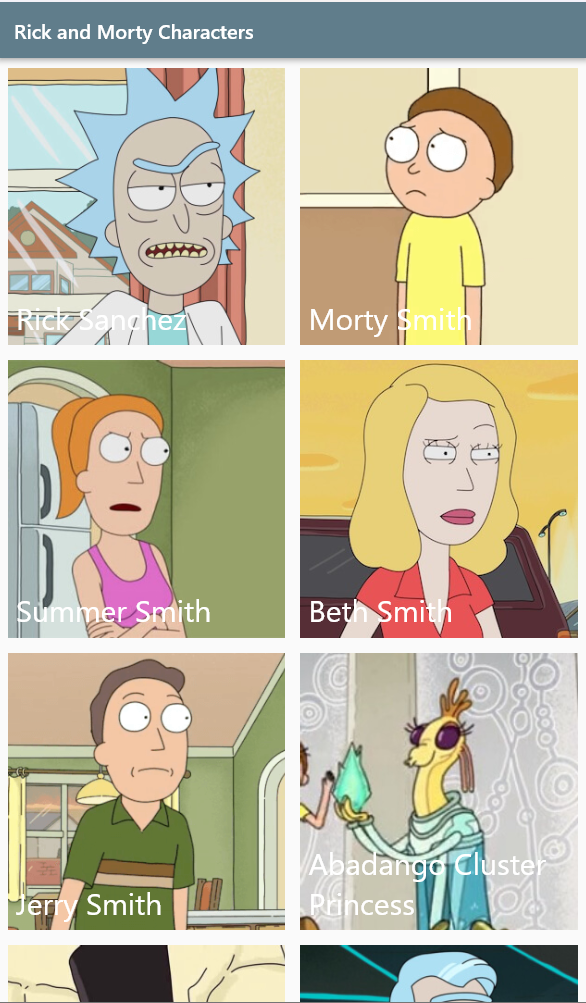 Rick and Morty Characters
Rick Sanchez
Morty Smith
Summer Smith
Beth Smith
Jerry Smith
Abadango Cluster
Princess